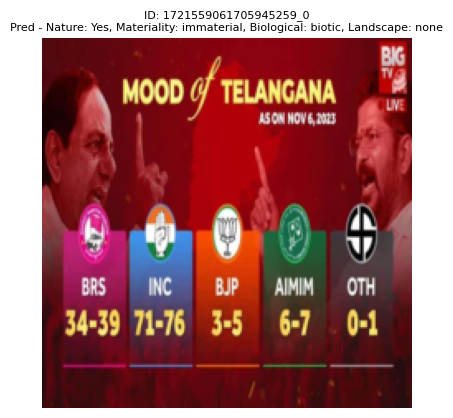 ID: 1721559061705945259_0
Pred - Nature: Yes, Materiality: immaterial, Biological: biotic, Landscape: none
BIG
TV
LIVE
MOOD of TELANGANA
AS ON NOV 6, 2023
BRS INC BJP AIMIM OTH
34-39 71-76 3-5 6-7 0-1